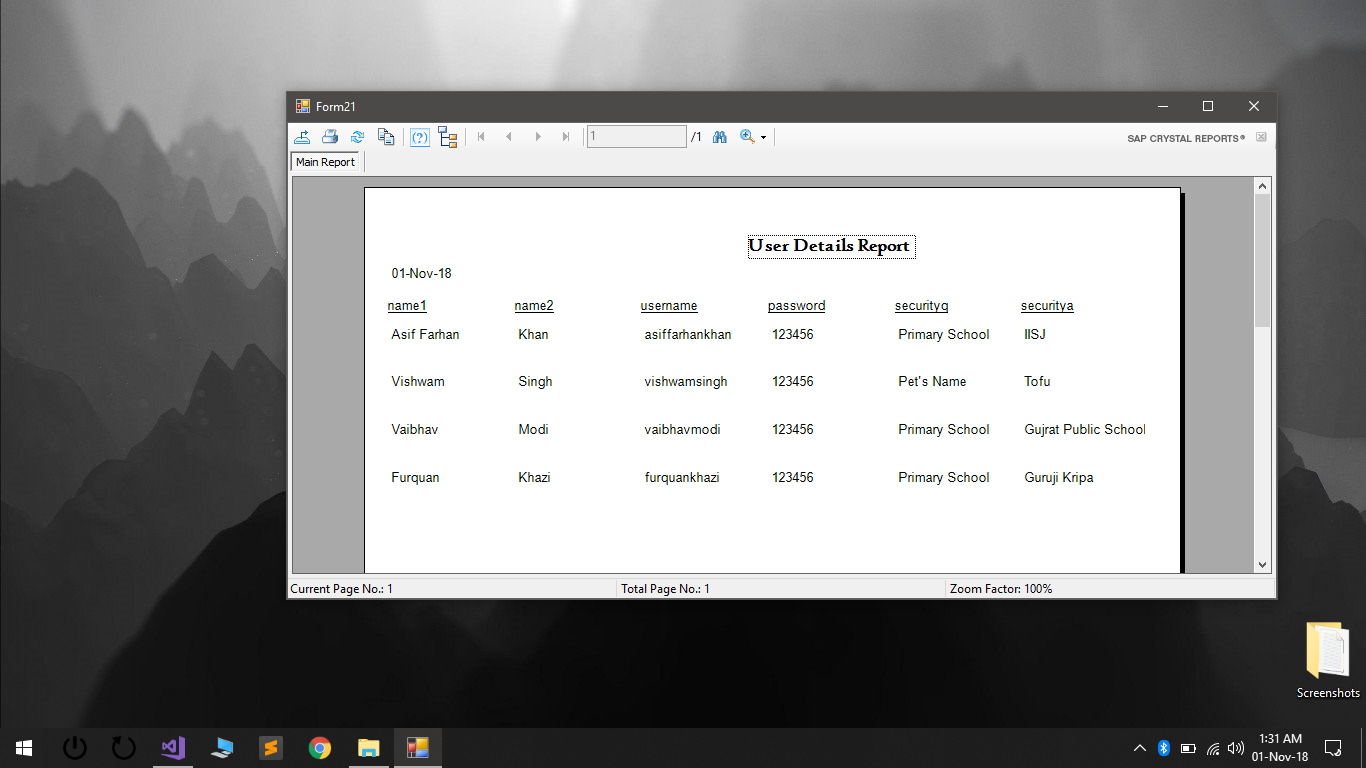 Form21
1 /1
SAP CRYSTAL REPORTS®
Main Report
User Details Report
01-Nov-18
name1 name2 username password securityq securitya
Asif Farhan Khan asiffarhankhan 123456 Primary School IISJ
Vishwam Singh vishwamsingh 123456 Pet's Name Tofu
Vaibhav Modi vaibhavmodi 123456 Primary School Gujrat Public School
Furquan Khazi furquankhazi 123456 Primary School Guruji Kripa
Current Page No.: 1 Total Page No.: 1 Zoom Factor: 100%
Screenshots
1:31 AM
01-Nov-18